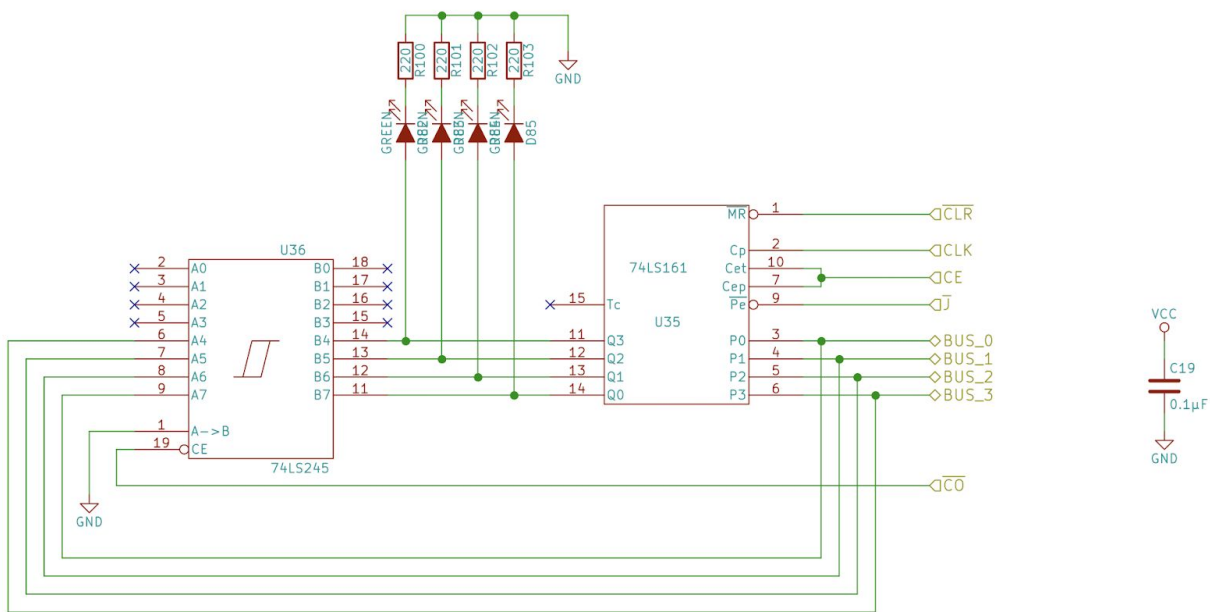 220 R100
220 R101
220 R102
220 R103
GND
GREEN
D85
MR 1
CLR
Cp 2
CLK
74LS161
Cet 10
Cep 7
CE
15 Tc
Pe 9
J
U35
11 Q3
12 Q2
13 Q1
14 Q0
P0 3
BUS_0
P1 4
BUS_1
P2 5
BUS_2
P3 6
BUS_3
U36
2 A0
B0 18
3 A1
B1 17
4 A2
B2 16
5 A3
B3 15
6 A4
B4 14
7 A5
B5 13
8 A6
B6 12
9 A7
B7 11
1 A->B
19 CE
74LS245
GND
CO
VCC
C19
0.1µF
GND